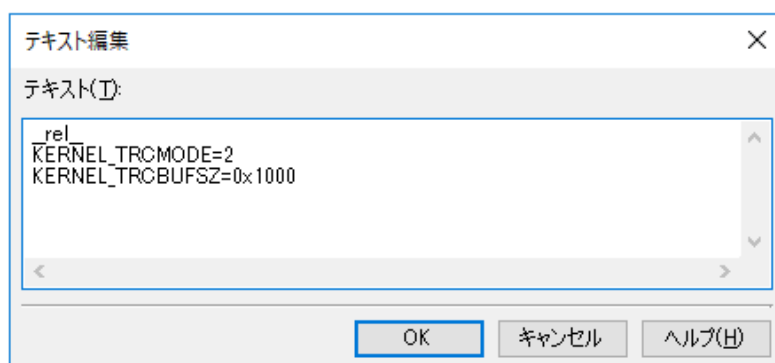 テキスト編集
テキスト(T):
_rel_
KERNEL_TRCMODE=2
KERNEL_TRCBUFSZ=0x1000
OK
キャンセル
ヘルプ(H)